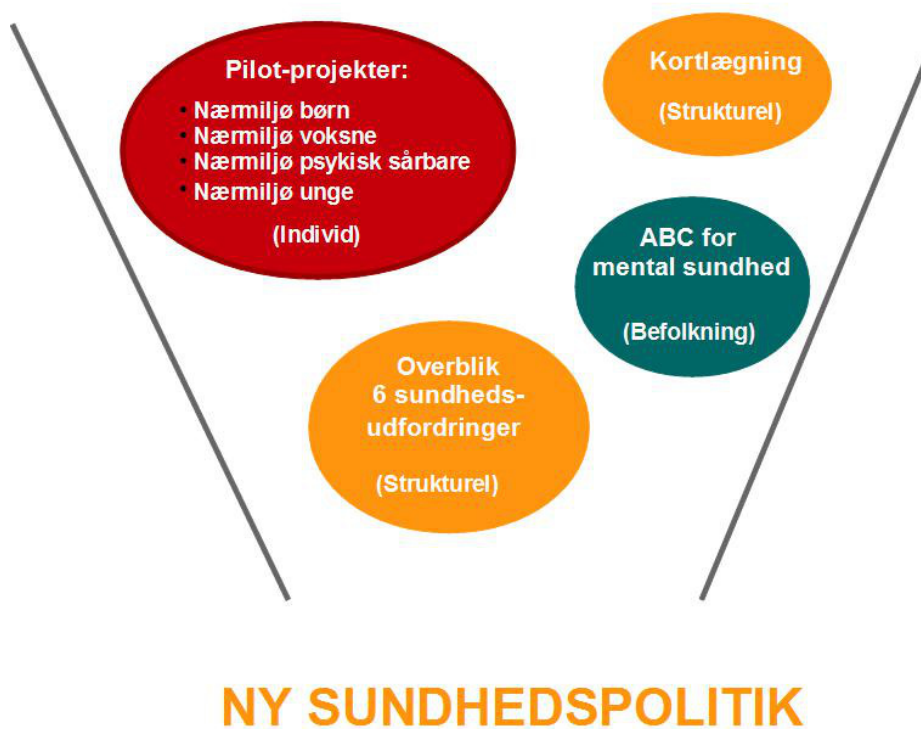 Pilot-projekter:
• Nærmiljø børn
• Nærmiljø voksne
• Nærmiljø psykisk sårbare
• Nærmiljø unge
(Individ)
Kortlægning
(Strukturel)
ABC for
mental sundhed
(Befolkning)
Overblik
6 sundheds-
udfordringer
(Strukturel)
NY SUNDHEDSPOLITIK